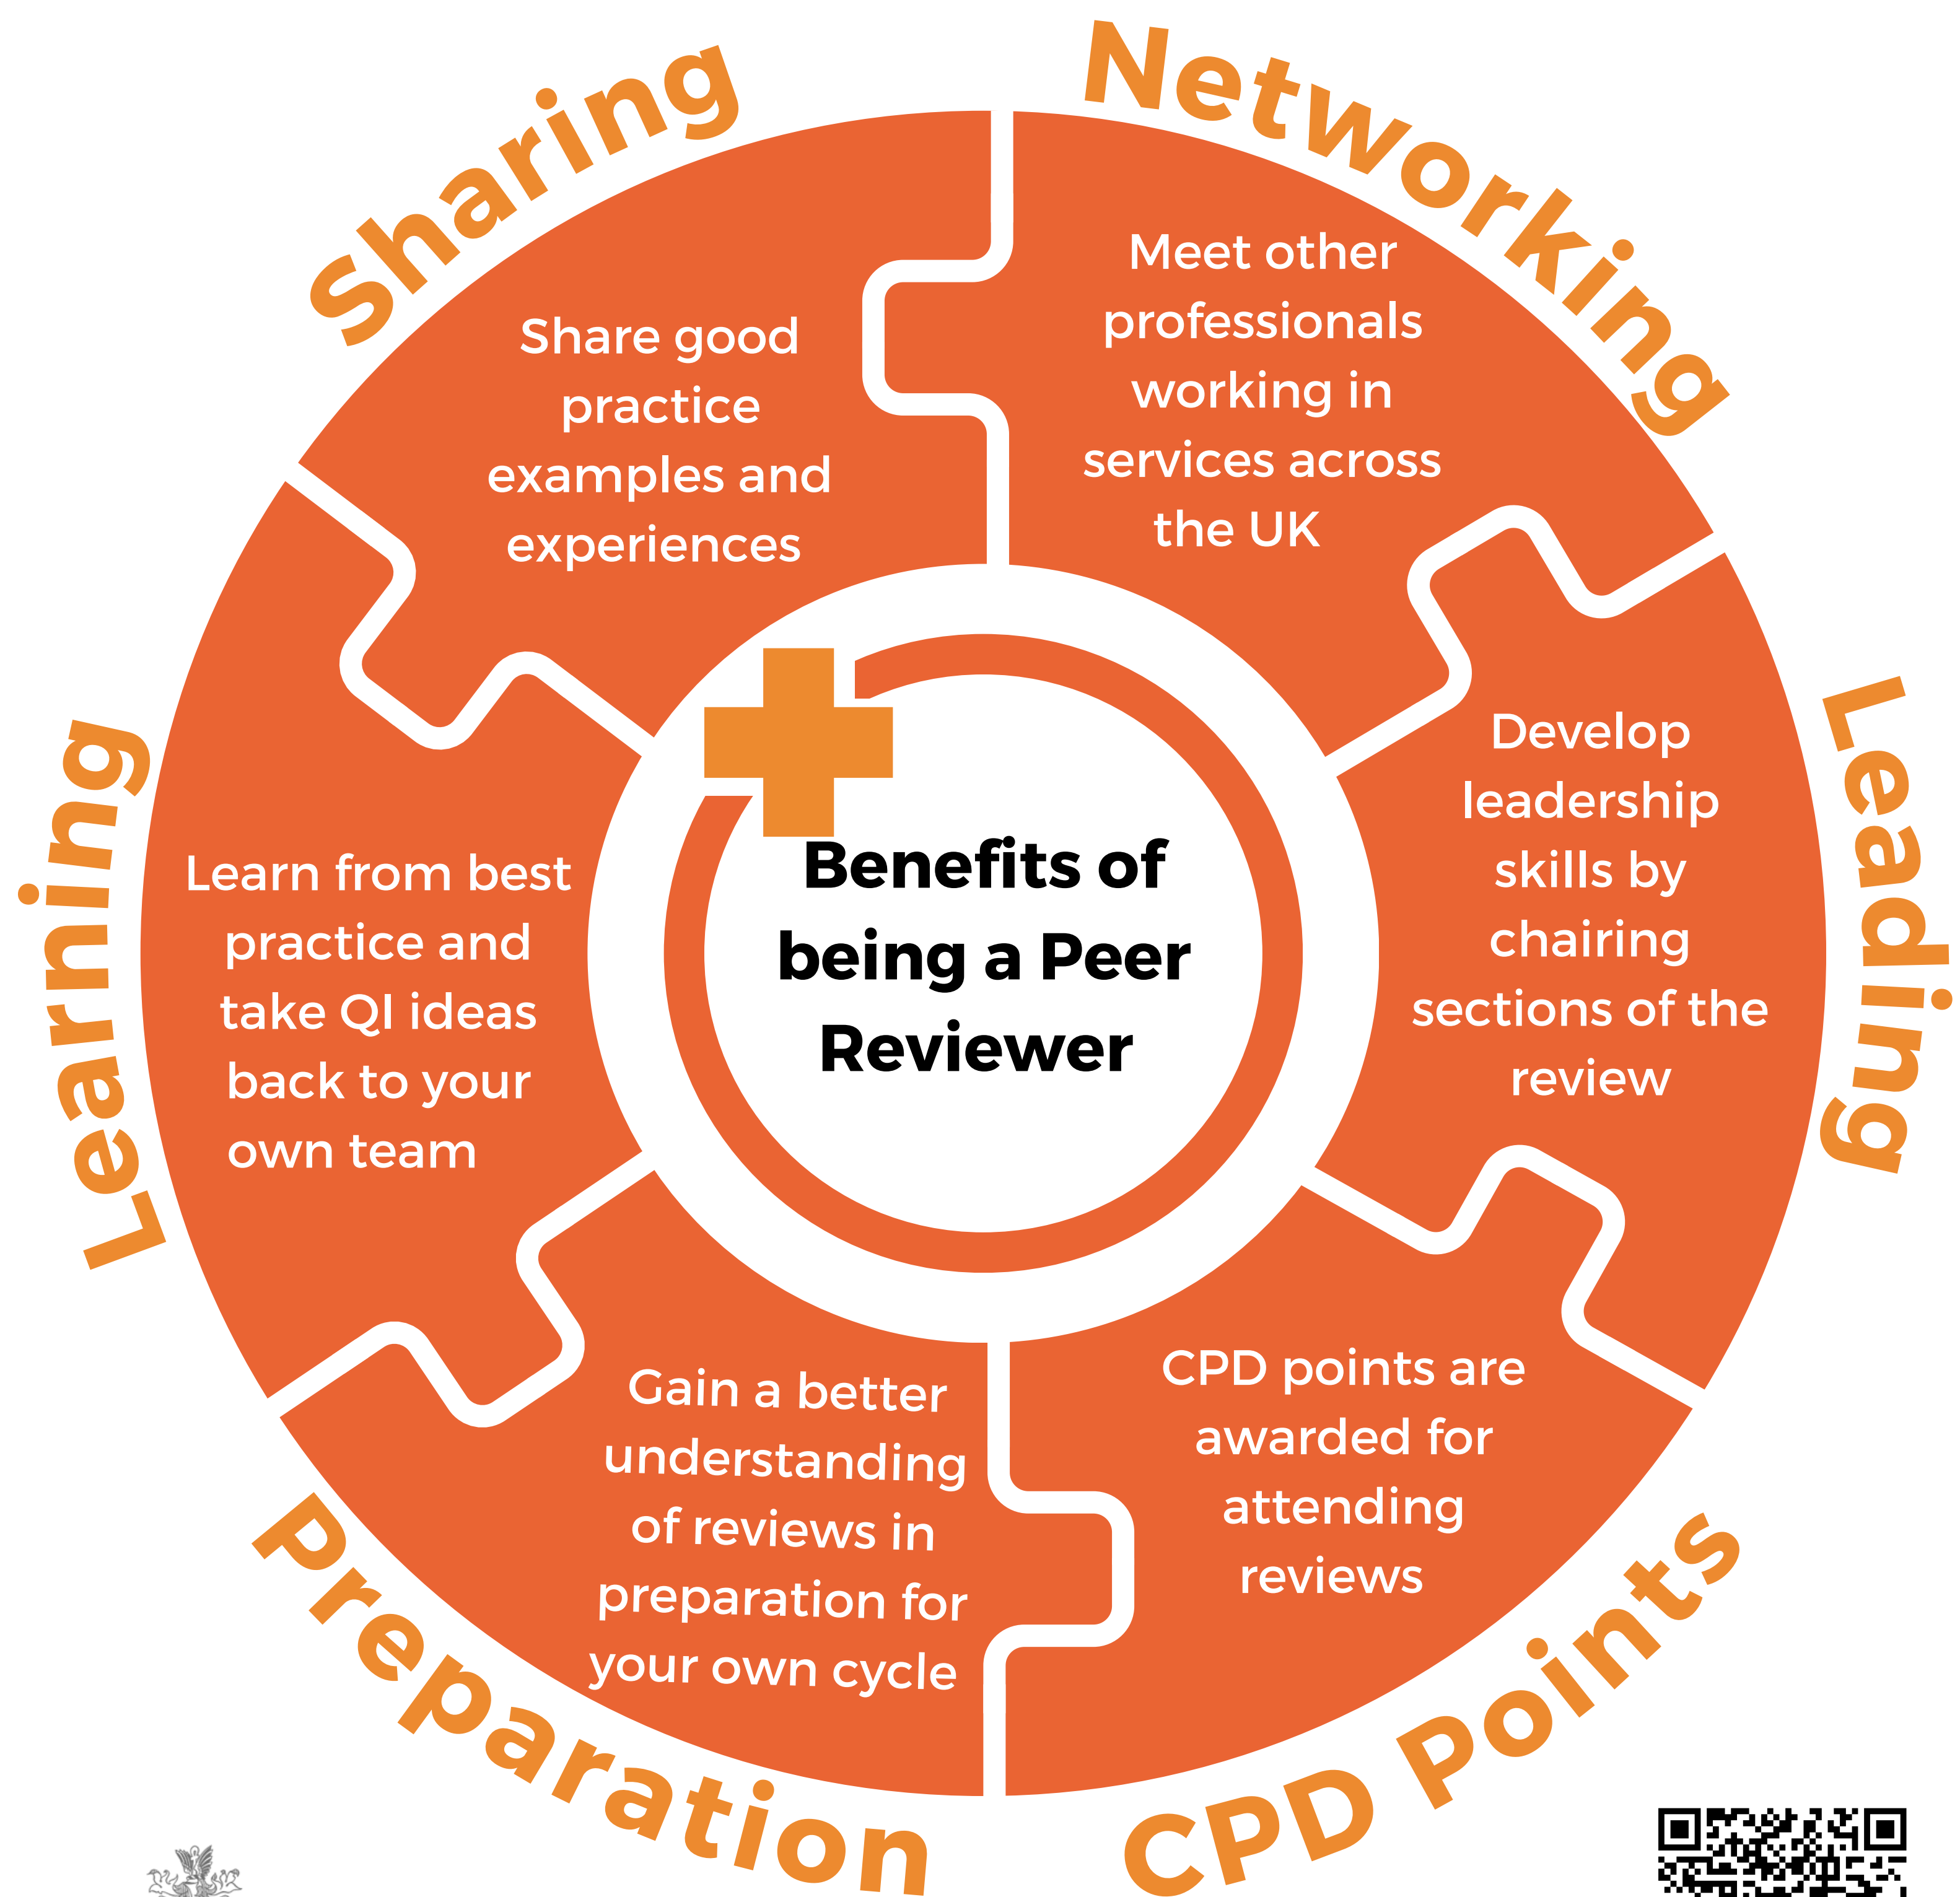 Sharing
Share good
practice
examples and
experiences
Networking
Meet other
professionals
working in
services across
the UK
Leading
Develop
leadership
skills by
chairing
sections of the
review
CPD Points
CPD points are
awarded for
attending
reviews
Preparation
Gain a better
understanding
of reviews in
preparation for
your own cycle
Learning
Learn from best
practice and
take QI ideas
back to your
own team
Benefits of
being a Peer
Reviewer